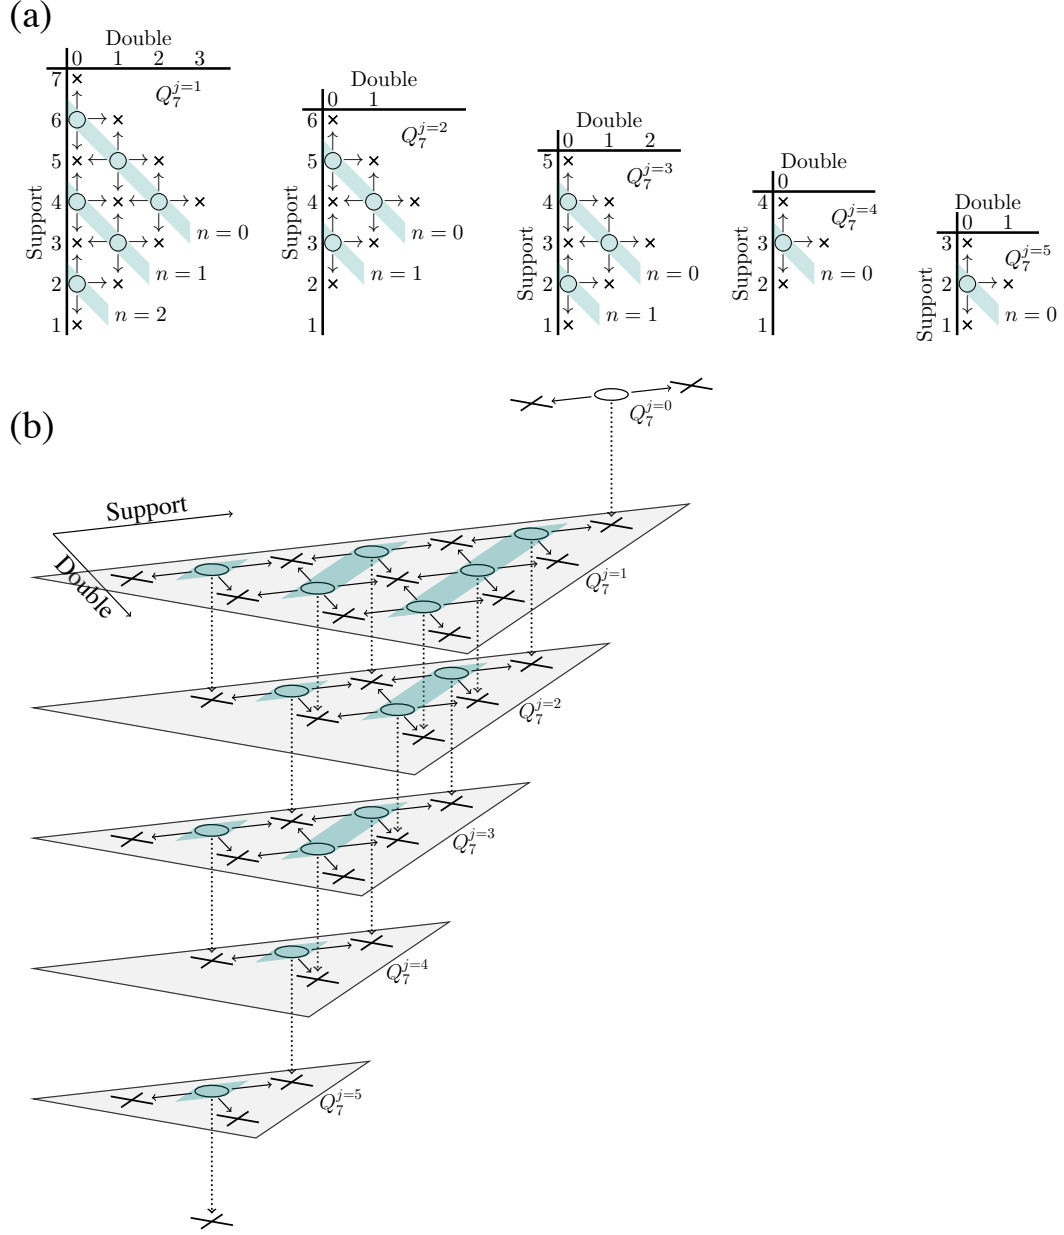 (a)
Double
0 1 2 3
Support
7
6
5
4
3
2
1
Q_7^{j=1}
n = 0
n = 1
n = 2
Double
0 1
Support
6
5
4
3
2
1
Q_7^{j=2}
n = 0
n = 1
Double
0 1 2
Support
5
4
3
2
1
Q_7^{j=3}
n = 0
n = 1
Double
0
Support
4
3
2
1
Q_7^{j=4}
n = 0
Double
0 1
Support
3
2
1
Q_7^{j=5}
n = 0
(b)
Q_7^{j=0}
Support
Double
Q_7^{j=1}
Q_7^{j=2}
Q_7^{j=3}
Q_7^{j=4}
Q_7^{j=5}